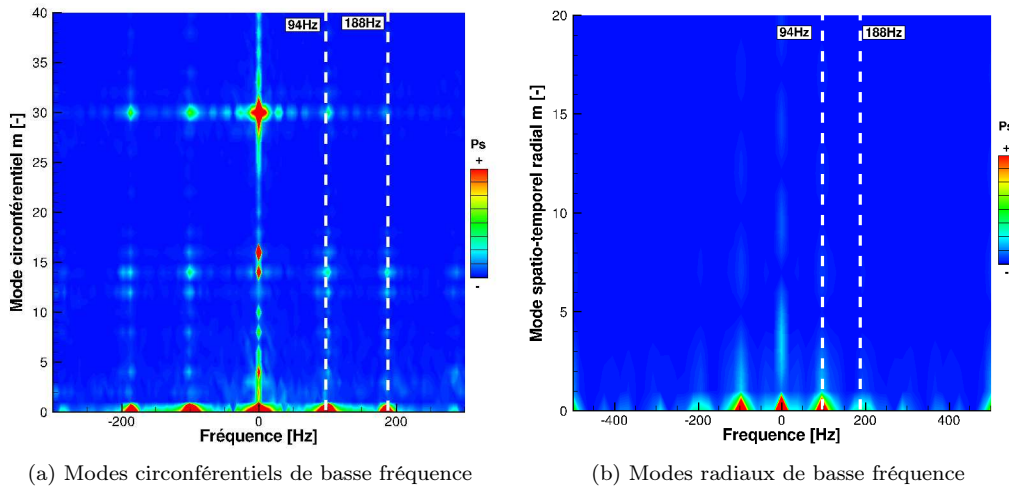 Mode circonférentiel m [-]
40
35
30
25
20
15
10
5
0
94Hz
188Hz
-200
0
200
Fréquence [Hz]
Ps
+
-
(a) Modes circonférentiels de basse fréquence
Mode spatio-temporel radial m [-]
20
15
10
5
0
94Hz
188Hz
-400
-200
0
200
400
Fréquence [Hz]
Ps
+
-
(b) Modes radiaux de basse fréquence